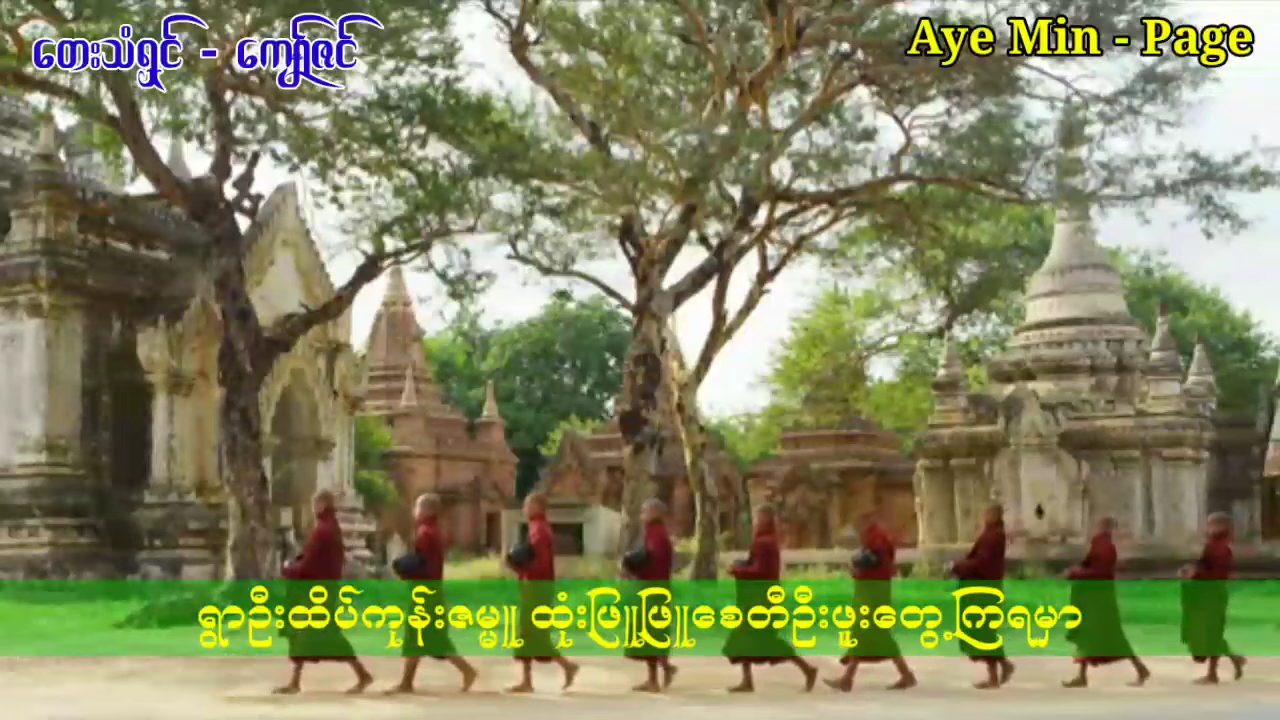 တေးသံရှင် - ကျော်ဇင်
Aye Min - Page
ရွာဦးထိပ်ကုန်းဇမ္ဗူ ထုံးဖြူဖြူစေတီဦးဖူးတွေ့ကြရမှာ